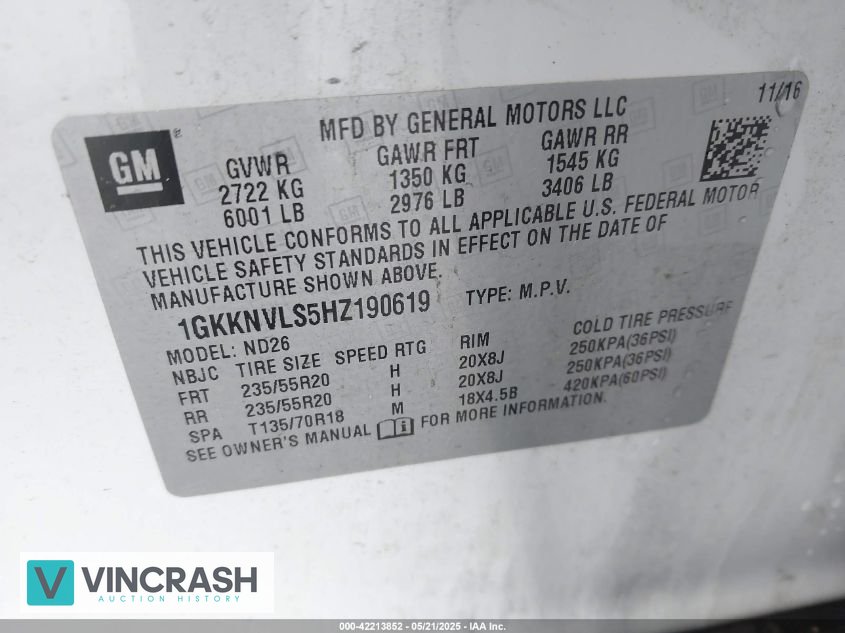 11/16
MFD BY GENERAL MOTORS LLC
GM
GVWR GAWR FRT GAWR RR
2722 KG 1350 KG 1545 KG
6001 LB 2976 LB 3406 LB
THIS VEHICLE CONFORMS TO ALL APPLICABLE U.S. FEDERAL MOTOR
VEHICLE SAFETY STANDARDS IN EFFECT ON THE DATE OF
MANUFACTURE SHOWN ABOVE.
1GKKNVLS5HZ190619 TYPE: M.P.V.
MODEL: ND26
NBJC TIRE SIZE SPEED RTG RIM COLD TIRE PRESSURE
FRT 235/55R20 H 20X8J 250KPA(36PSI)
RR 235/55R20 H 20X8J 250KPA(36PSI)
SPA T135/70R18 M 18X4.5B 420KPA(60PSI)
SEE OWNER'S MANUAL FOR MORE INFORMATION.
VINCRASH
AUCTION HISTORY
000-42213852 — 05/21/2025 — IAA Inc.